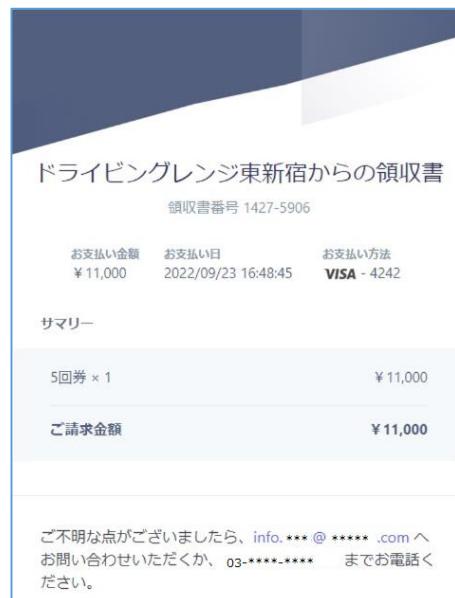 ドライビングレンジ東新宿からの領収書
領収書番号 1427-5906
お支払い金額 お支払い日 お支払い方法
¥ 11,000 2022/09/23 16:48:45 VISA - 4242
サマリー
5回券 × 1 ¥ 11,000
ご請求金額 ¥ 11,000
ご不明な点がございましたら、info. *** @ ***** .com へ
お問い合わせいただくか、 03-****-**** までお電話く
ださい。